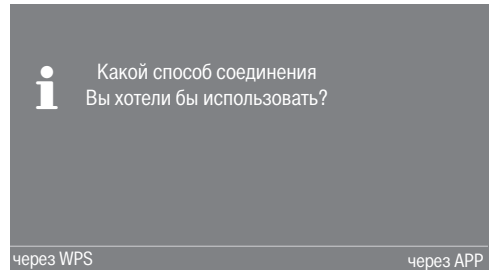 Какой способ соединения
Вы хотели бы использовать?
через WPS
через APP